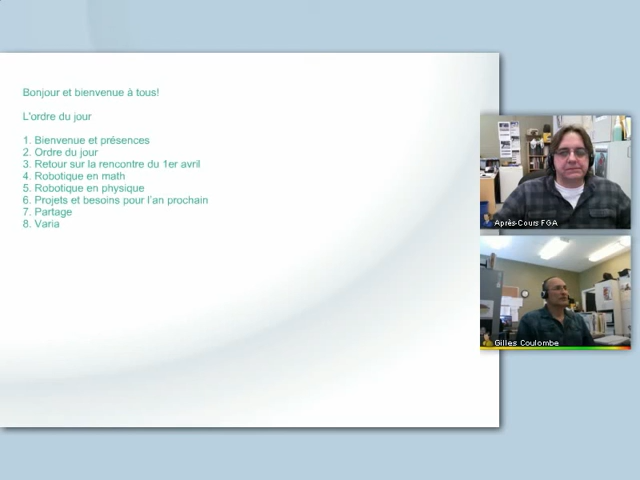 Bonjour et bienvenue à tous!
L'ordre du jour
1. Bienvenue et présences
2. Ordre du jour
3. Retour sur la rencontre du 1er avril
4. Robotique en math
5. Robotique en physique
6. Projets et besoins pour l'an prochain
7. Partage
8. Varia
Après-Cours FGA
Gilles Coulombe